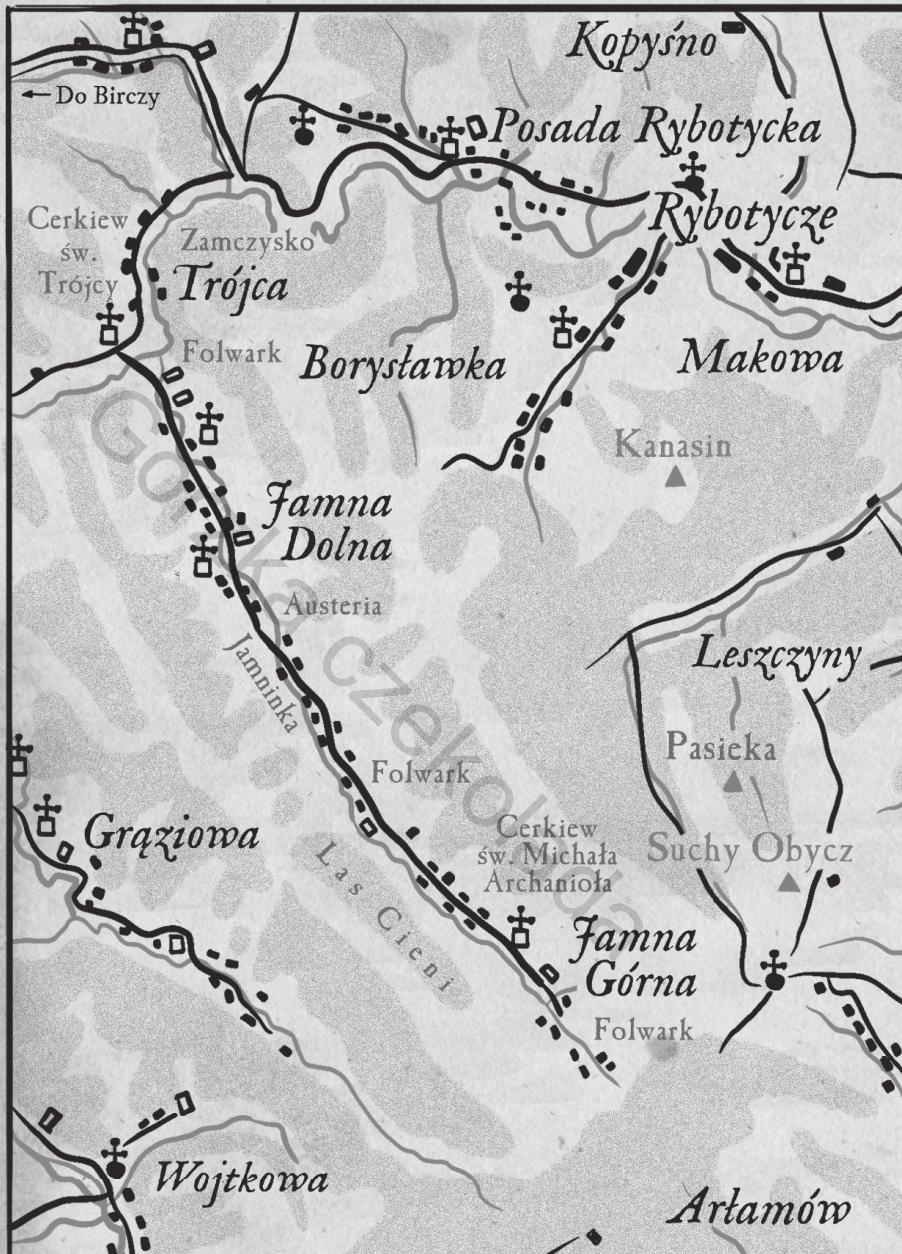 Kopyśno
← Do Birczy
Posada Rybotycka
Rybotycze
Cerkiew
św.
Trójcy
Zamczysko
Trójca
Folwark
Borysławka
Makowa
Kanasin
Jamna
Dolna
Austeria
Jamninka
Leszczyny
Pasieka
Folwark
Suchy Obycz
Grąziowa
Cerkiew
św. Michała
Archanioła
Las Cieni
Jamna
Górna
Folwark
Wojtkowa
Arłamów
Gorzka czekolada